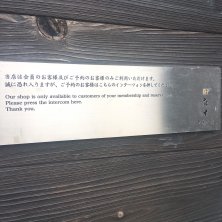 当店は会員のお客様及びご予約のお客様のみご利用いただけます。
誠に恐れ入りますが、ご予約のお客様はこちらのインターフォンを押してください。
Our shop is only available to customers of your membership and
Please press the intercom here.
Thank you.